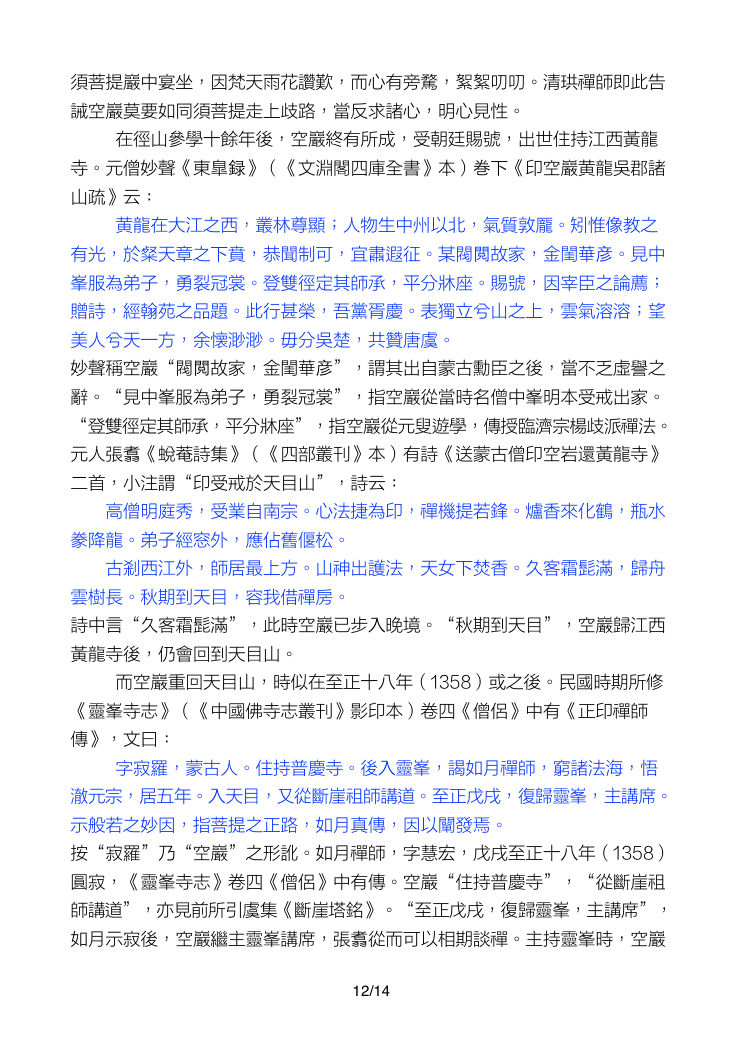 須菩提巖中宴坐，因梵天雨花讚歎，而心有旁騖，絮絮叨叨。清珙禪師即此告
誡空巖莫要如同須菩提走上歧路，當反求諸心，明心見性。
在徑山參學十餘年後，空巖終有所成，受朝廷賜號，出世住持江西黃龍
寺。元僧妙聲《東皐録》（《文淵閣四庫全書》本）巻下《印空巖黄龍吳郡諸
山疏》云：
黄龍在大江之西，叢林尊顯；人物生中州以北，氣質敦厖。矧惟像教之
有光，於粲天章之下賁，恭聞制可，宜肅遐征。某閥閲故家，金閨華彦。見中
峯服為弟子，勇裂冠裳。登雙徑定其師承，平分牀座。賜號，因宰臣之論薦；
贈詩，經翰苑之品題。此行甚榮，吾黨胥慶。表獨立兮山之上，雲氣溶溶；望
美人兮天一方，余懷渺渺。毋分吳楚，共贊唐虞。
妙聲稱空巖“閥閲故家，金閨華彦”，謂其出自蒙古勳臣之後，當不乏虛譽之
辭。“見中峯服為弟子，勇裂冠裳”，指空巖從當時名僧中峯明本受戒出家。
“登雙徑定其師承，平分牀座”，指空巖從元叟遊學，傳授臨濟宗楊歧派禪法。
元人張翥《蛻菴詩集》（《四部叢刊》本）有詩《送蒙古僧印空岩還黃龍寺》
二首，小注謂“印受戒於天目山”，詩云：
高僧明庭秀，受業自南宗。心法捷為印，禪機提若鋒。爐香來化鶴，瓶水
豢降龍。弟子經窓外，應佔舊偃松。
古剎西江外，師居最上方。山神出護法，天女下焚香。久客霜髭滿，歸舟
雲樹長。秋期到天目，容我借禪房。
詩中言“久客霜髭滿”，此時空巖已步入晚境。“秋期到天目”，空巖歸江西
黃龍寺後，仍會回到天目山。
而空巖重回天目山，時似在至正十八年（1358）或之後。民國時期所修
《靈峯寺志》（《中國佛寺志叢刊》影印本）卷四《僧侶》中有《正印禪師
傳》，文曰：
字寂羅，蒙古人。住持普慶寺。後入靈峯，謁如月禪師，窮諸法海，悟
澈元宗，居五年。入天目，又從斷崖祖師講道。至正戊戌，復歸靈峯，主講席。
示般若之妙因，指菩提之正路，如月真傳，因以闡發焉。
按“寂羅”乃“空巖”之形訛。如月禪師，字慧宏，戊戌至正十八年（1358）
圓寂，《靈峯寺志》卷四《僧侶》中有傳。空巖“住持普慶寺”，“從斷崖祖
師講道”，亦見前所引虞集《斷崖塔銘》。“至正戊戌，復歸靈峯，主講席”，
如月示寂後，空巖繼主靈峯講席，張翥從而可以相期談禪。主持靈峯時，空巖
12/14